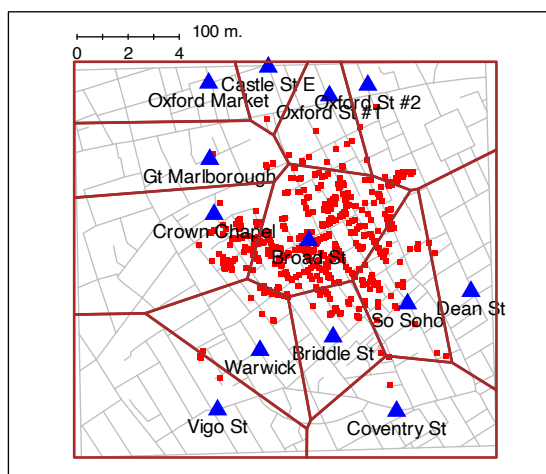 100 m.
0 2 4
Castle St E
Oxford Market
Oxford St #2
Oxford St #1
Gt Marlborough
Crown Chapel
Broad St
Dean St
So Soho
Briddle St
Warwick
Vigo St
Coventry St